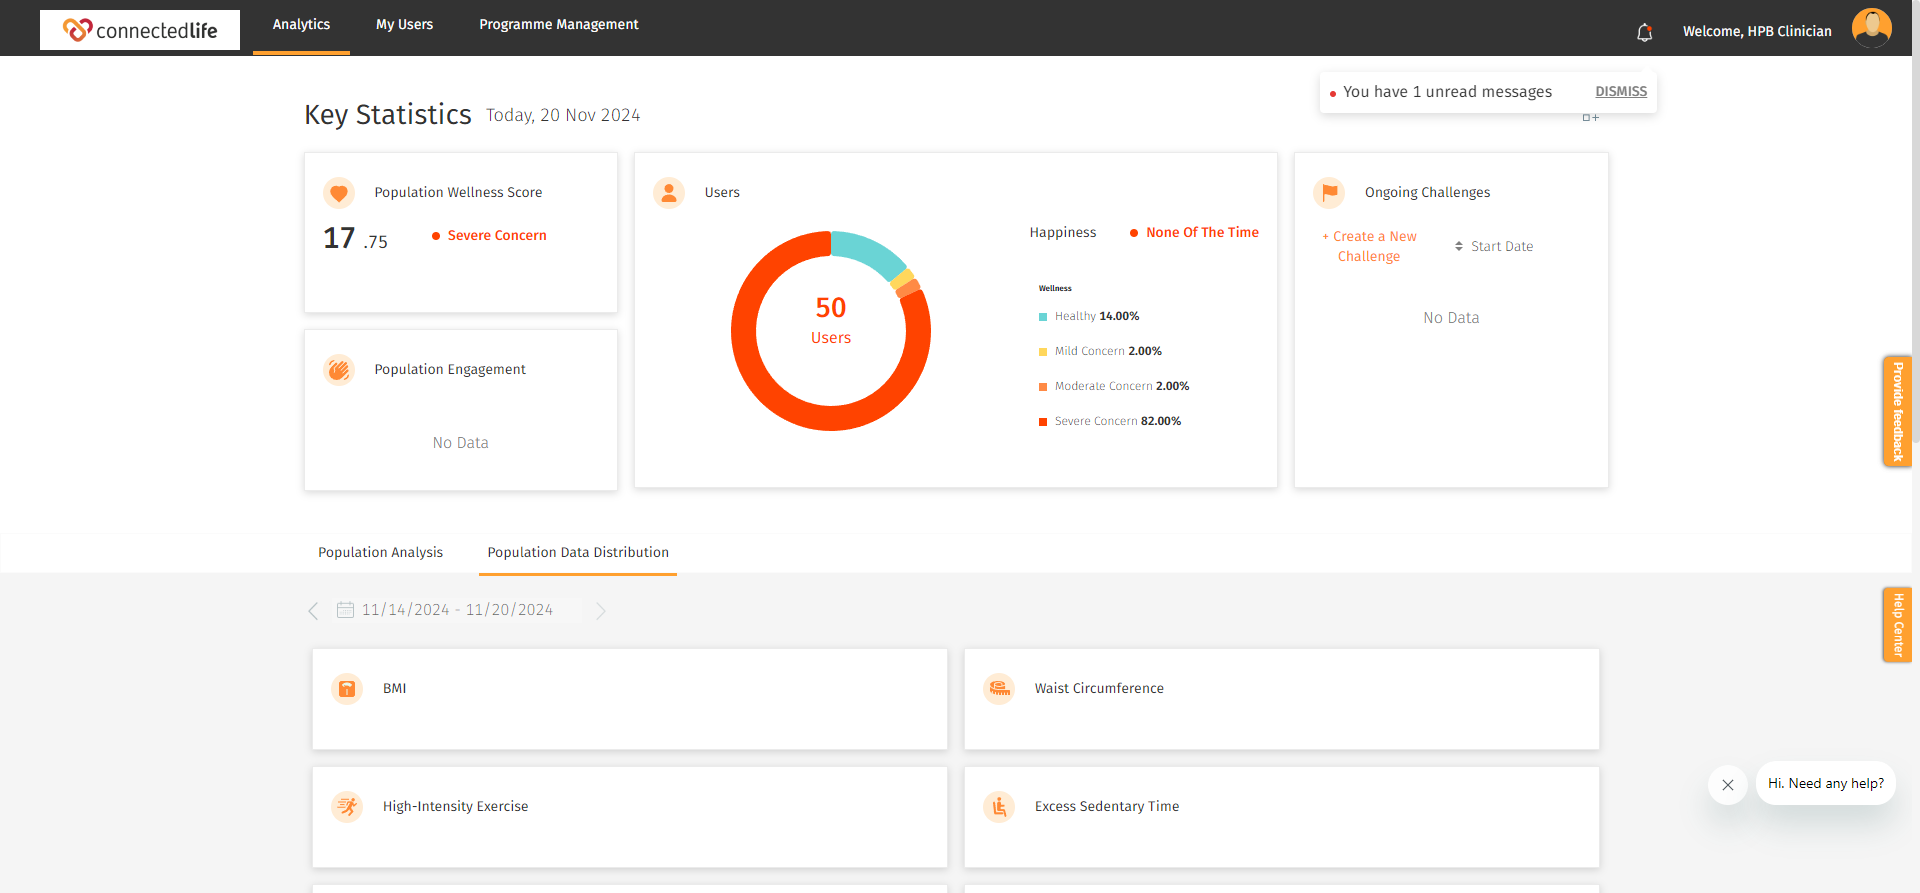 connectedlife
Analytics
My Users
Programme Management
Welcome, HPB Clinician
You have 1 unread messages
DISMISS
Key Statistics
Today, 20 Nov 2024
Population Wellness Score
17 .75
Severe Concern
Population Engagement
No Data
Users
50
Users
Happiness
None Of The Time
Wellness
Healthy 14.00%
Mild Concern 2.00%
Moderate Concern 2.00%
Severe Concern 82.00%
Ongoing Challenges
+ Create a New
Challenge
Start Date
No Data
Provide feedback
Population Analysis
Population Data Distribution
11/14/2024 - 11/20/2024
Help Center
BMI
Waist Circumference
High-Intensity Exercise
Excess Sedentary Time
Hi. Need any help?